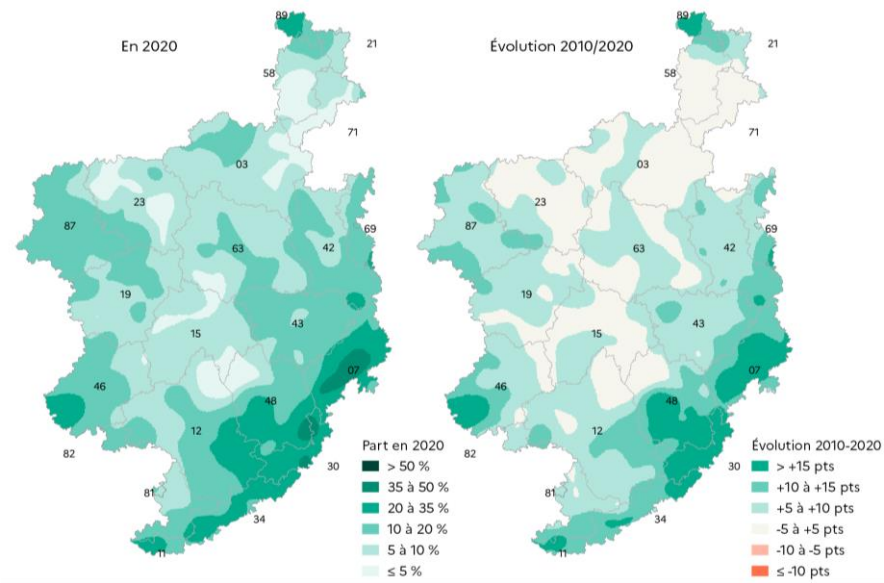 En 2020
89
21
58
71
03
23
87
69
63
42
19
43
15
07
46
48
12
82
30
81
34
11
Part en 2020
> 50 %
35 à 50 %
20 à 35 %
10 à 20 %
5 à 10 %
≤ 5 %
Évolution 2010/2020
89
21
58
71
03
23
87
69
63
42
19
43
15
07
46
48
12
82
30
81
34
11
Évolution 2010-2020
> +15 pts
+10 à +15 pts
+5 à +10 pts
-5 à +5 pts
-10 à -5 pts
≤ -10 pts